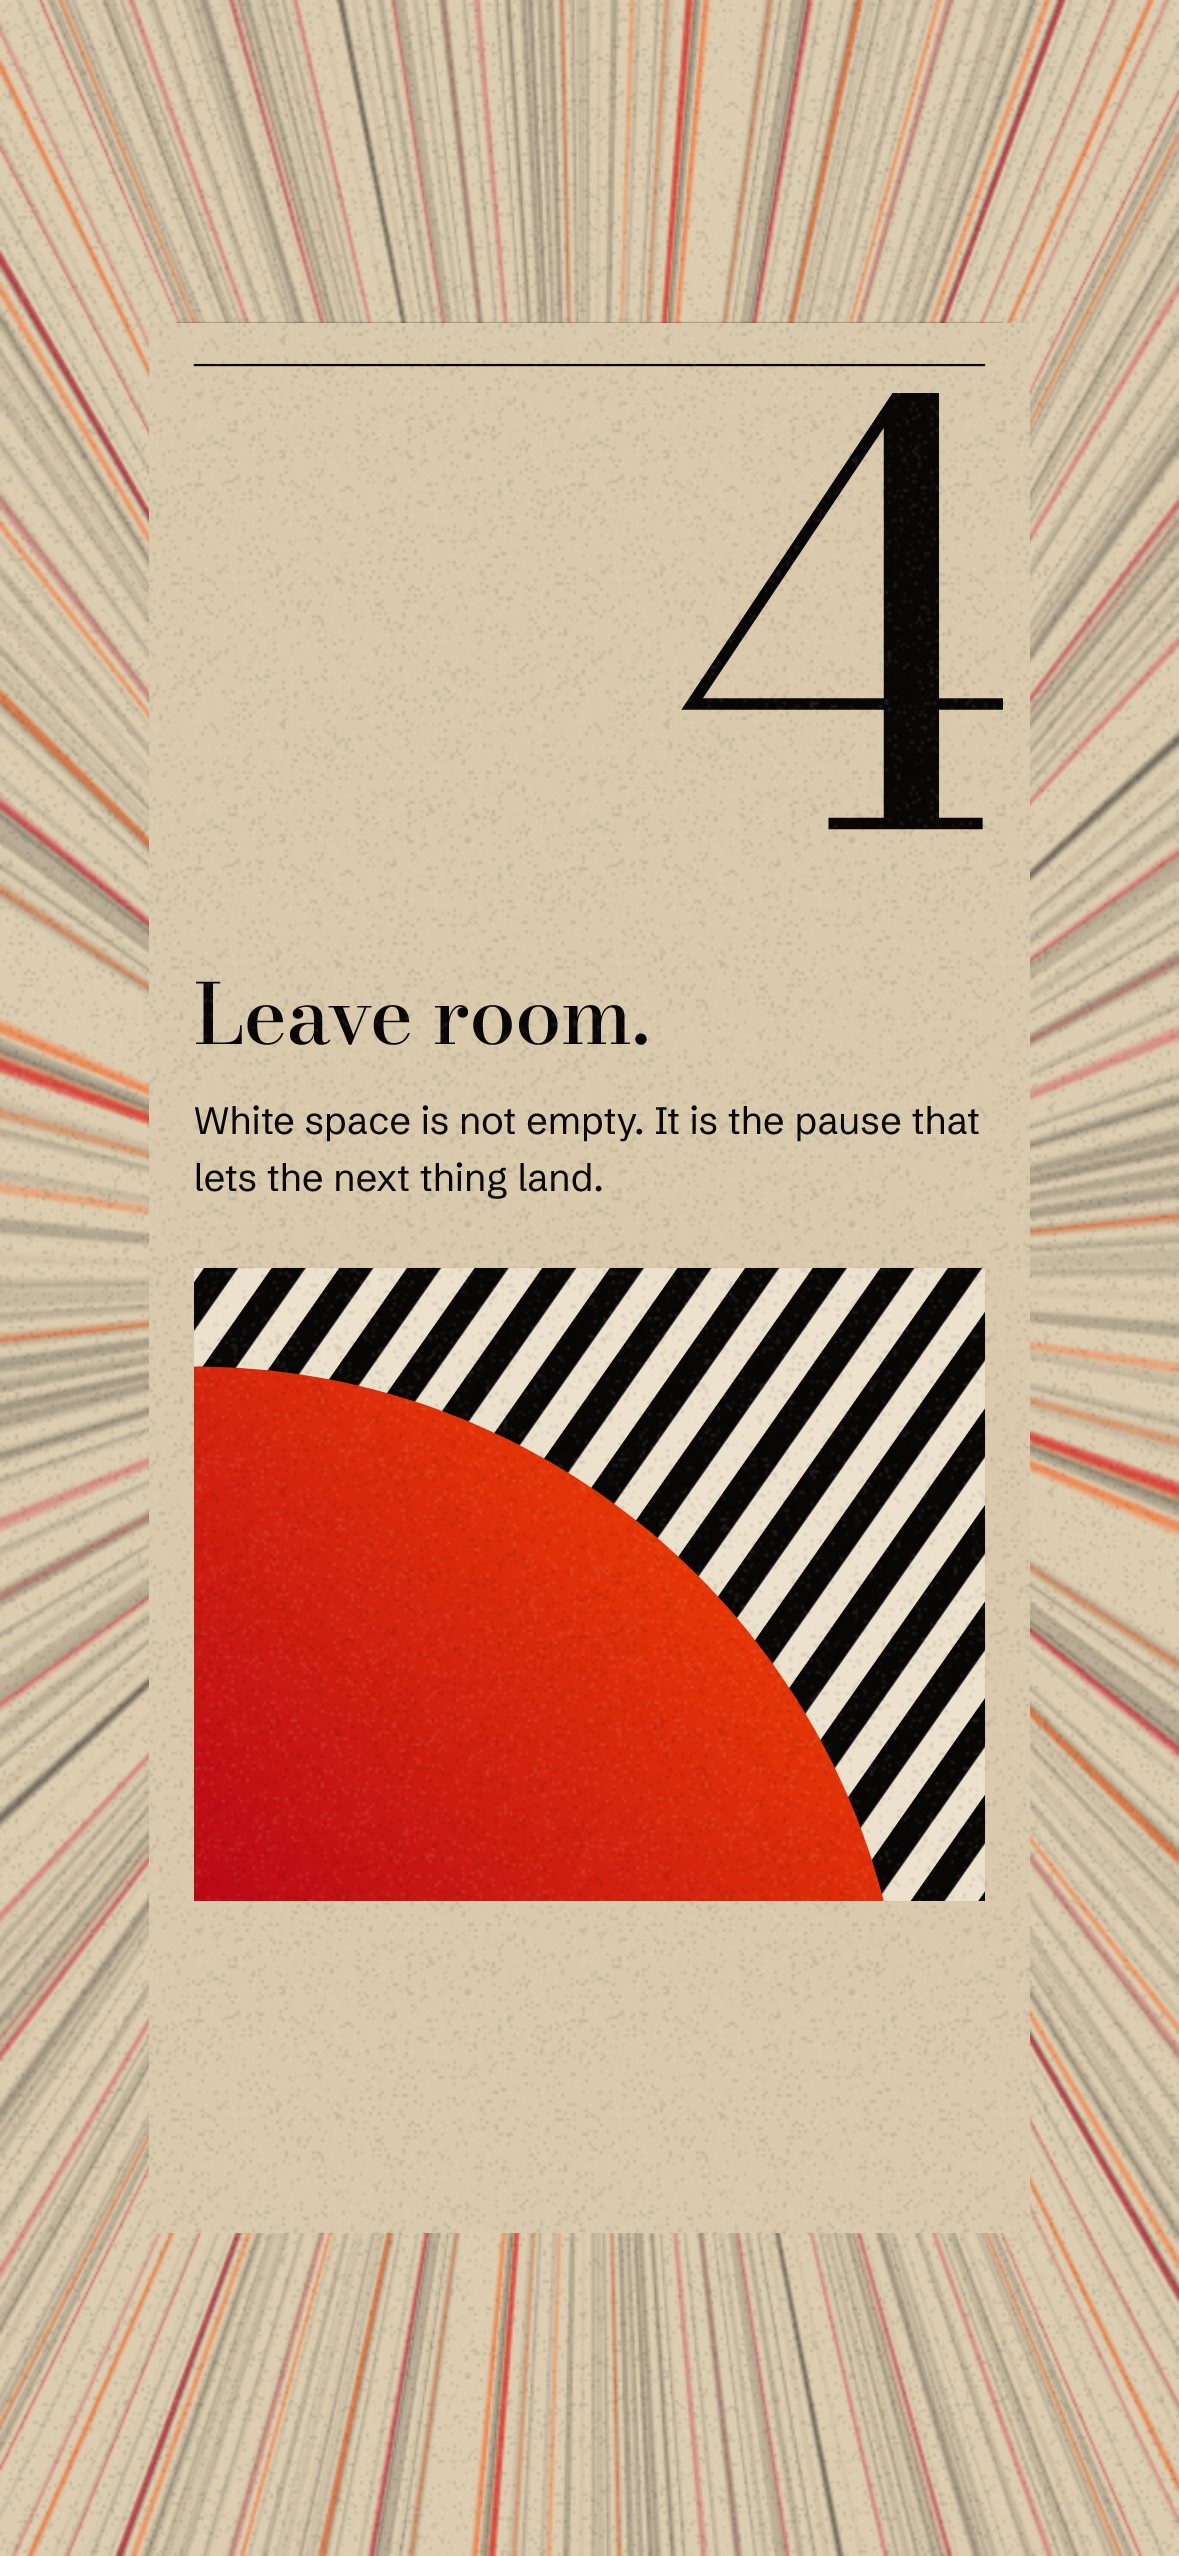 4
Leave room.
White space is not empty. It is the pause that
lets the next thing land.